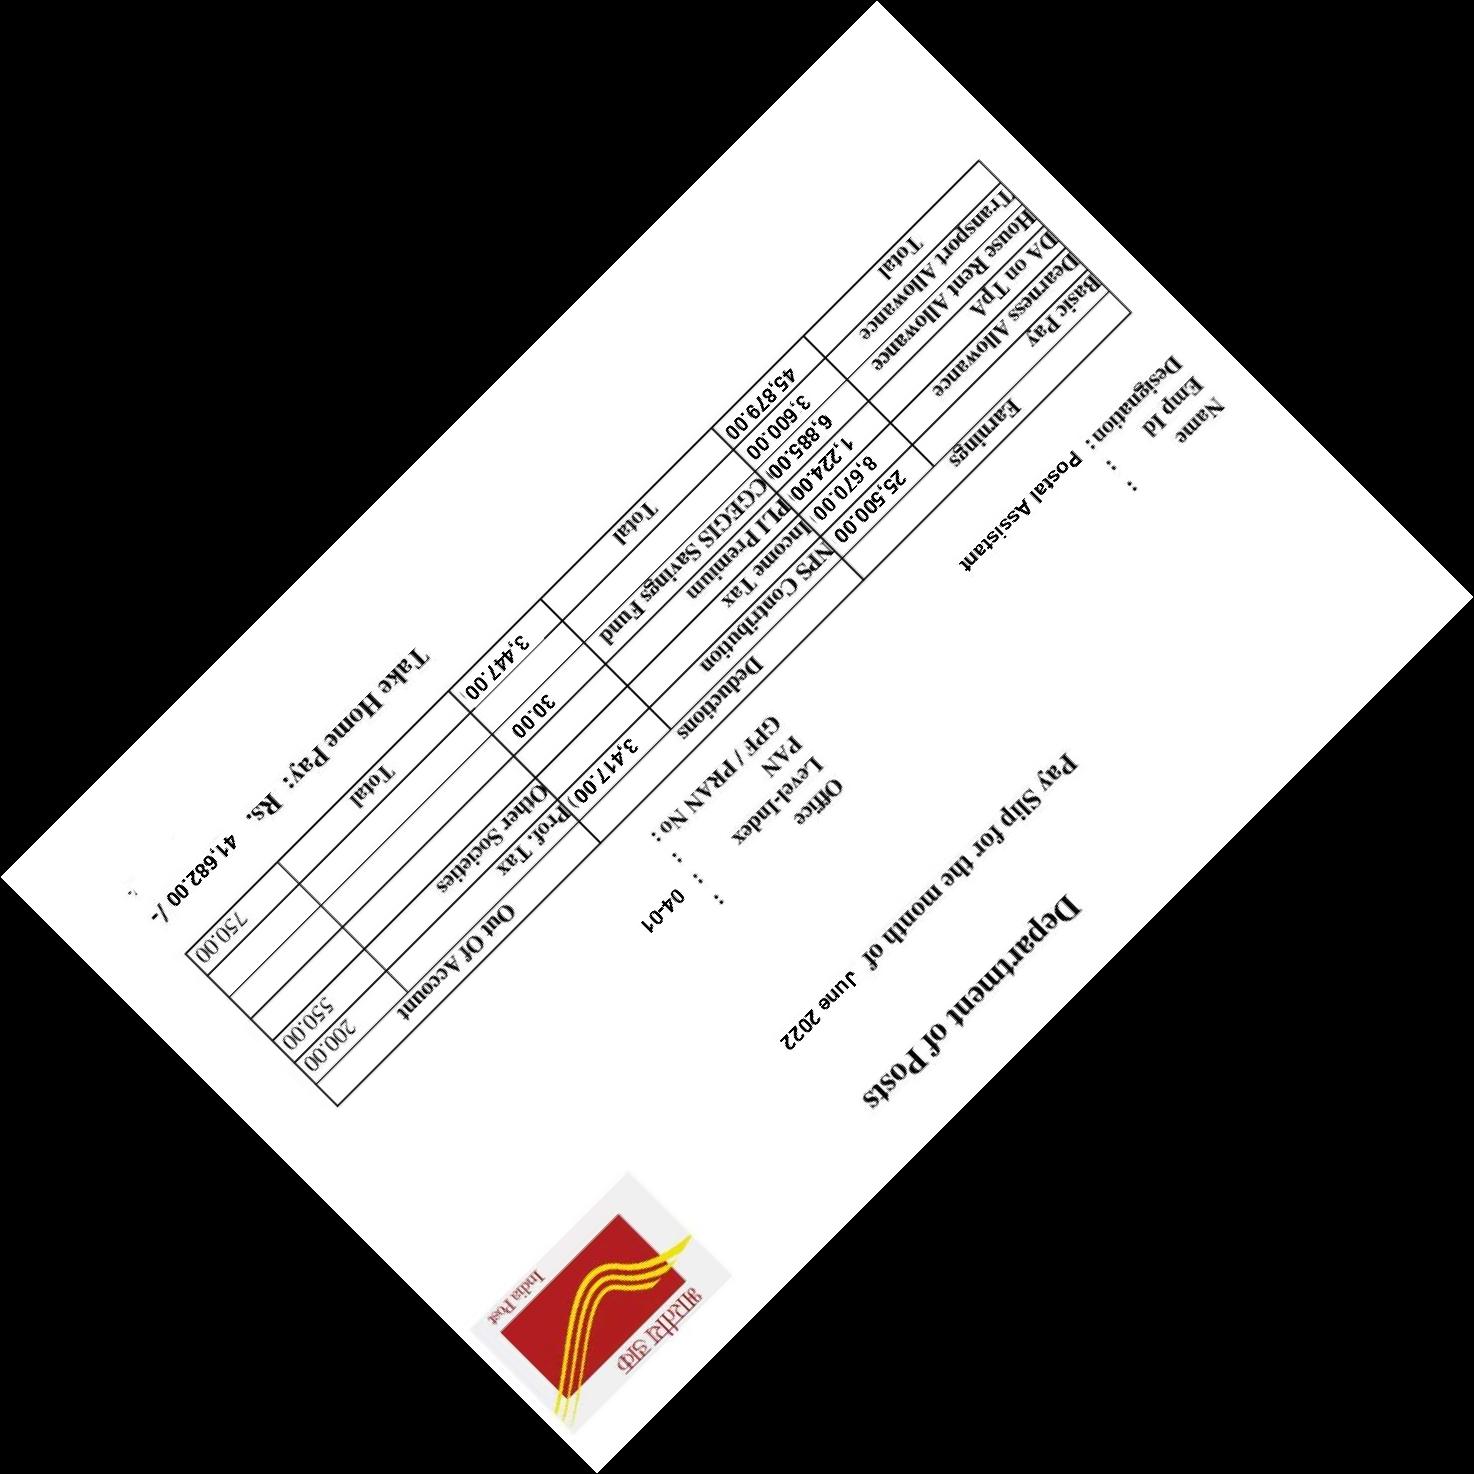 भारतीय डाक
India Post
Department of Posts
Pay Slip for the month of June 2022
Name : Office :
Emp Id : Level-Index : 04-01
Designation : Postal Assistant PAN :
GPF / PRAN No :
Earnings Deductions Out Of Account
Basic Pay 25,500.00 NPS Contribution 3,417.00) Prof. Tax 200.00
Dearness Allowance 8,670.00 Income Tax Other Societies 550.00
DA on TpA 1,224.00 PLI Premium
House Rent Allowance 6,885.00 CGEGIS Savings Fund 30.00
Transport Allowance 3,600.00
Total 45,879.00 Total 3,447.00 Total 750.00
Take Home Pay: Rs. 41,682.00 /-